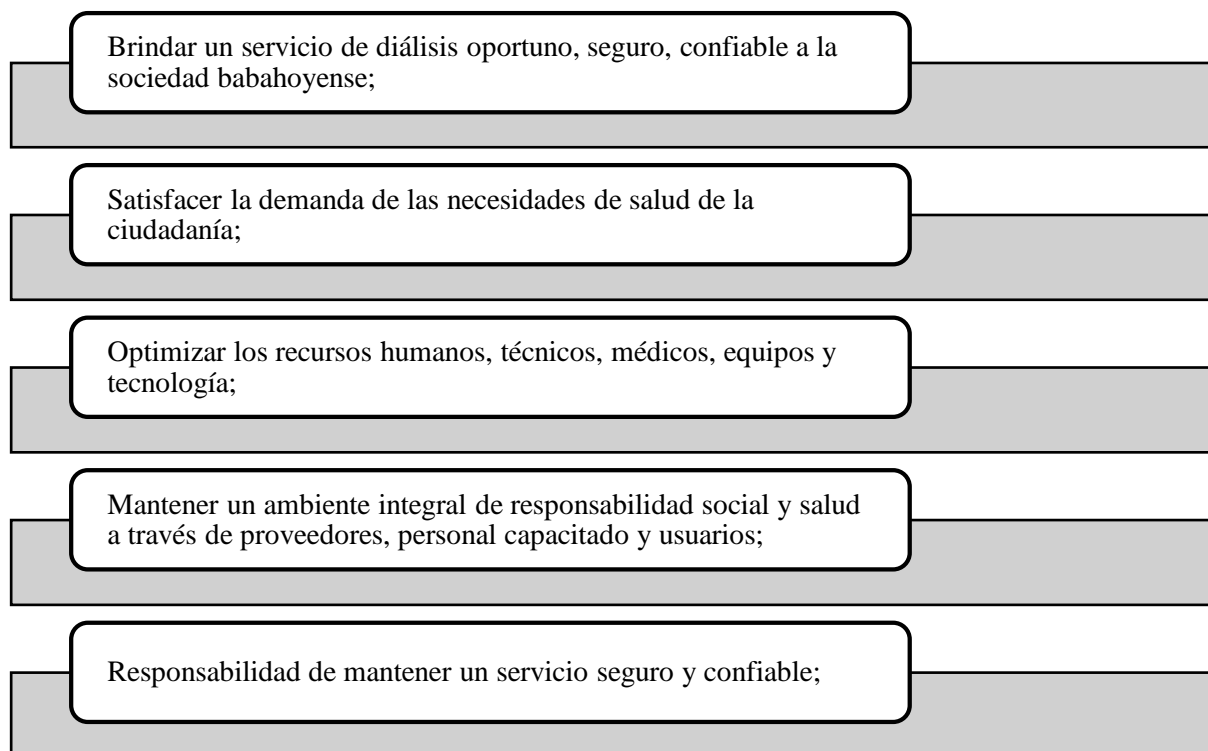 Brindar un servicio de diálisis oportuno, seguro, confiable a la
sociedad babahoyense;
Satisfacer la demanda de las necesidades de salud de la
ciudadanía;
Optimizar los recursos humanos, técnicos, médicos, equipos y
tecnología;
Mantener un ambiente integral de responsabilidad social y salud
a través de proveedores, personal capacitado y usuarios;
Responsabilidad de mantener un servicio seguro y confiable;